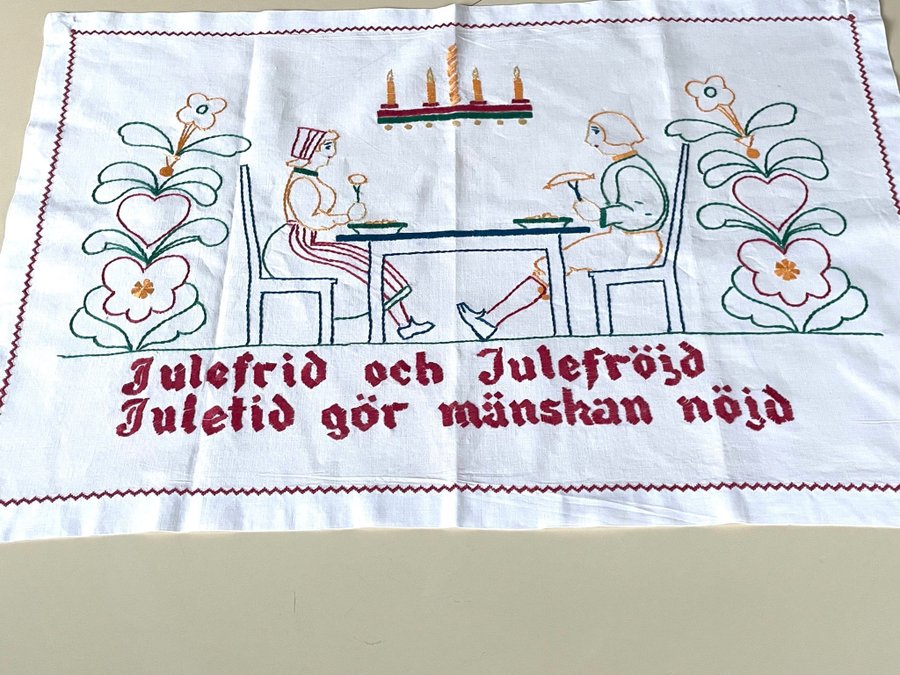 Julefrid och Julefröjd
Juletid gör mänskan nöjd